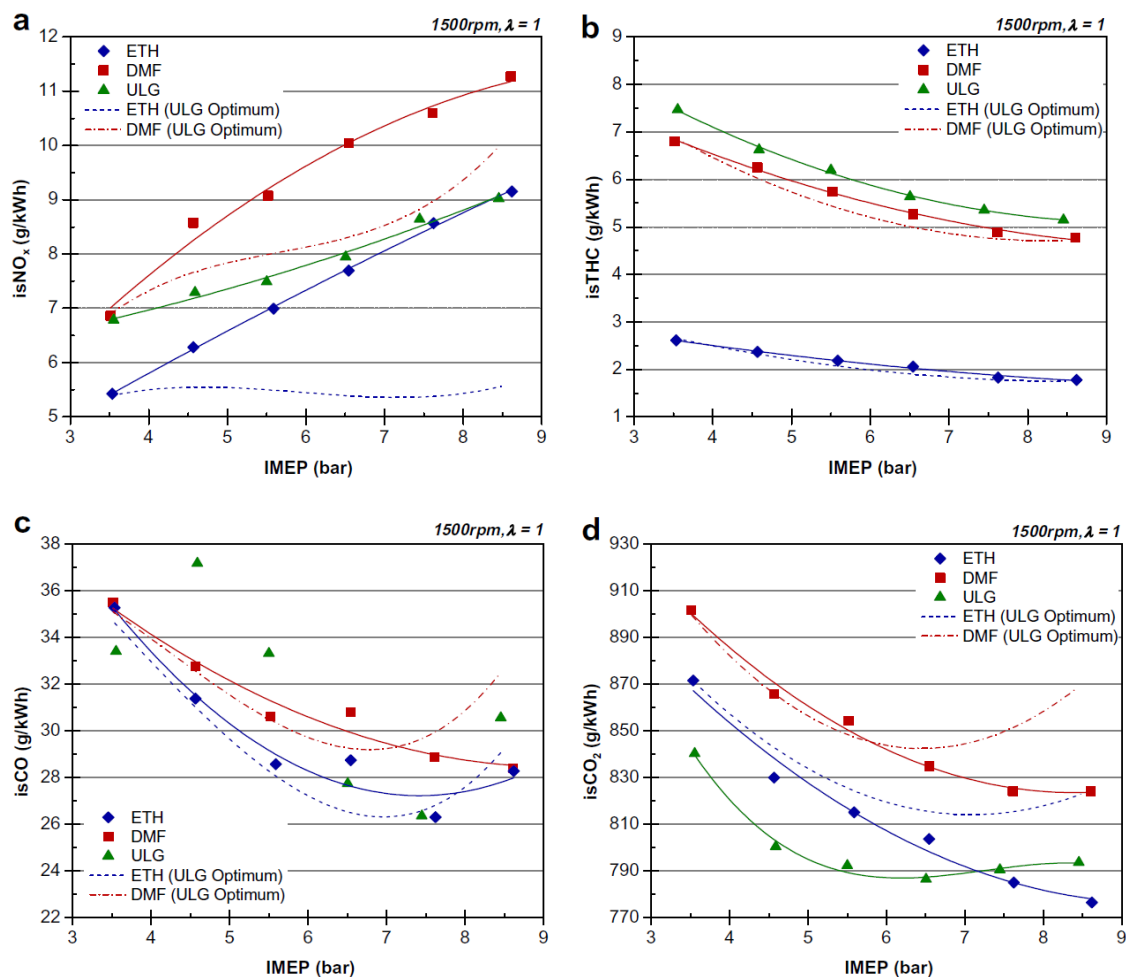 a
1500rpm, λ = 1
12
11
10
9
8
7
6
5
isNOx (g/kWh)
ETH
DMF
ULG
ETH (ULG Optimum)
DMF (ULG Optimum)
3 4 5 6 7 8 9
IMEP (bar)
b
1500rpm, λ = 1
9
8
7
6
5
4
3
2
1
isTHC (g/kWh)
ETH
DMF
ULG
ETH (ULG Optimum)
DMF (ULG Optimum)
3 4 5 6 7 8 9
IMEP (bar)
c
1500rpm, λ = 1
38
36
34
32
30
28
26
24
22
isCO (g/kWh)
ETH
DMF
ULG
ETH (ULG Optimum)
DMF (ULG Optimum)
3 4 5 6 7 8 9
IMEP (bar)
d
1500rpm, λ = 1
930
910
890
870
850
830
810
790
770
isCO2 (g/kWh)
ETH
DMF
ULG
ETH (ULG Optimum)
DMF (ULG Optimum)
3 4 5 6 7 8 9
IMEP (bar)